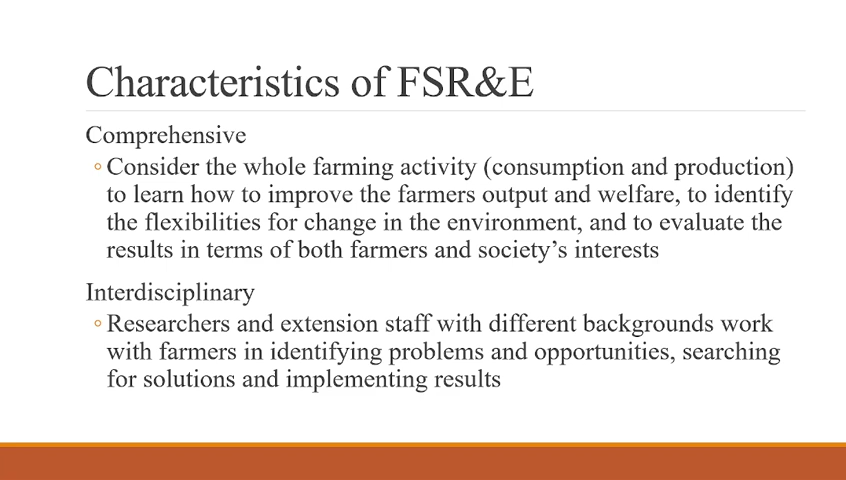 Characteristics of FSR&E
Comprehensive
◦ Consider the whole farming activity (consumption and production)
to learn how to improve the farmers output and welfare, to identify
the flexibilities for change in the environment, and to evaluate the
results in terms of both farmers and society’s interests
Interdisciplinary
◦ Researchers and extension staff with different backgrounds work
with farmers in identifying problems and opportunities, searching
for solutions and implementing results